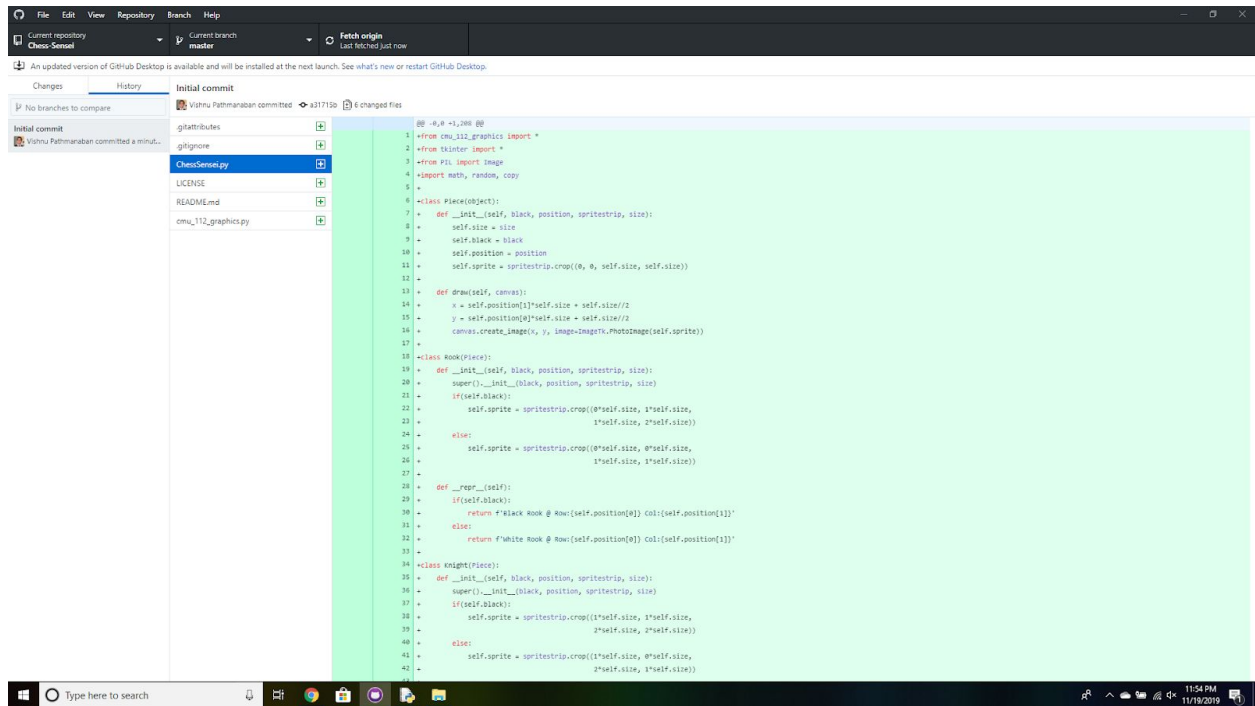 File Edit View Repository Branch Help
Current repository
Chess-Sensei
Current branch
master
Fetch origin
Last fetched just now
An updated version of GitHub Desktop is available and will be installed at the next launch. See what's new or restart GitHub Desktop.
Changes History
No branches to compare
Initial commit
Vishnu Pathmanaban committed a minut...
Initial commit
Vishnu Pathmanaban committed a31715b 6 changed files
.gitattributes
.gitignore
ChessSensei.py
LICENSE
README.md
cmu_112_graphics.py
@@ -0,0 +1,208 @@
1 +from cmu_112_graphics import *
2 +from tkinter import *
3 +from PIL import Image
4 +import math, random, copy
5 +
6 +class Piece(object):
7 +    def __init__(self, black, position, spritestrip, size):
8 +        self.size = size
9 +        self.black = black
10 +        self.position = position
11 +        self.sprite = spritestrip.crop((0, 0, self.size, self.size))
12 +
13 +    def draw(self, canvas):
14 +        x = self.position[1]*self.size + self.size//2
15 +        y = self.position[0]*self.size + self.size//2
16 +        canvas.create_image(x, y, image=ImageTk.PhotoImage(self.sprite))
17 +
18 +class Rook(Piece):
19 +    def __init__(self, black, position, spritestrip, size):
20 +        super().__init__(black, position, spritestrip, size)
21 +        if(self.black):
22 +            self.sprite = spritestrip.crop((0*self.size, 1*self.size,
23 +                                            1*self.size, 2*self.size))
24 +        else:
25 +            self.sprite = spritestrip.crop((0*self.size, 0*self.size,
26 +                                            1*self.size, 1*self.size))
27 +
28 +    def __repr__(self):
29 +        if(self.black):
30 +            return f'Black Rook @ Row:{self.position[0]} Col:{self.position[1]}'
31 +        else:
32 +            return f'White Rook @ Row:{self.position[0]} Col:{self.position[1]}'
33 +
34 +class Knight(Piece):
35 +    def __init__(self, black, position, spritestrip, size):
36 +        super().__init__(black, position, spritestrip, size)
37 +        if(self.black):
38 +            self.sprite = spritestrip.crop((1*self.size, 1*self.size,
39 +                                            2*self.size, 2*self.size))
40 +        else:
41 +            self.sprite = spritestrip.crop((1*self.size, 0*self.size,
42 +                                            2*self.size, 1*self.size))
Type here to search
11:54 PM
11/19/2019